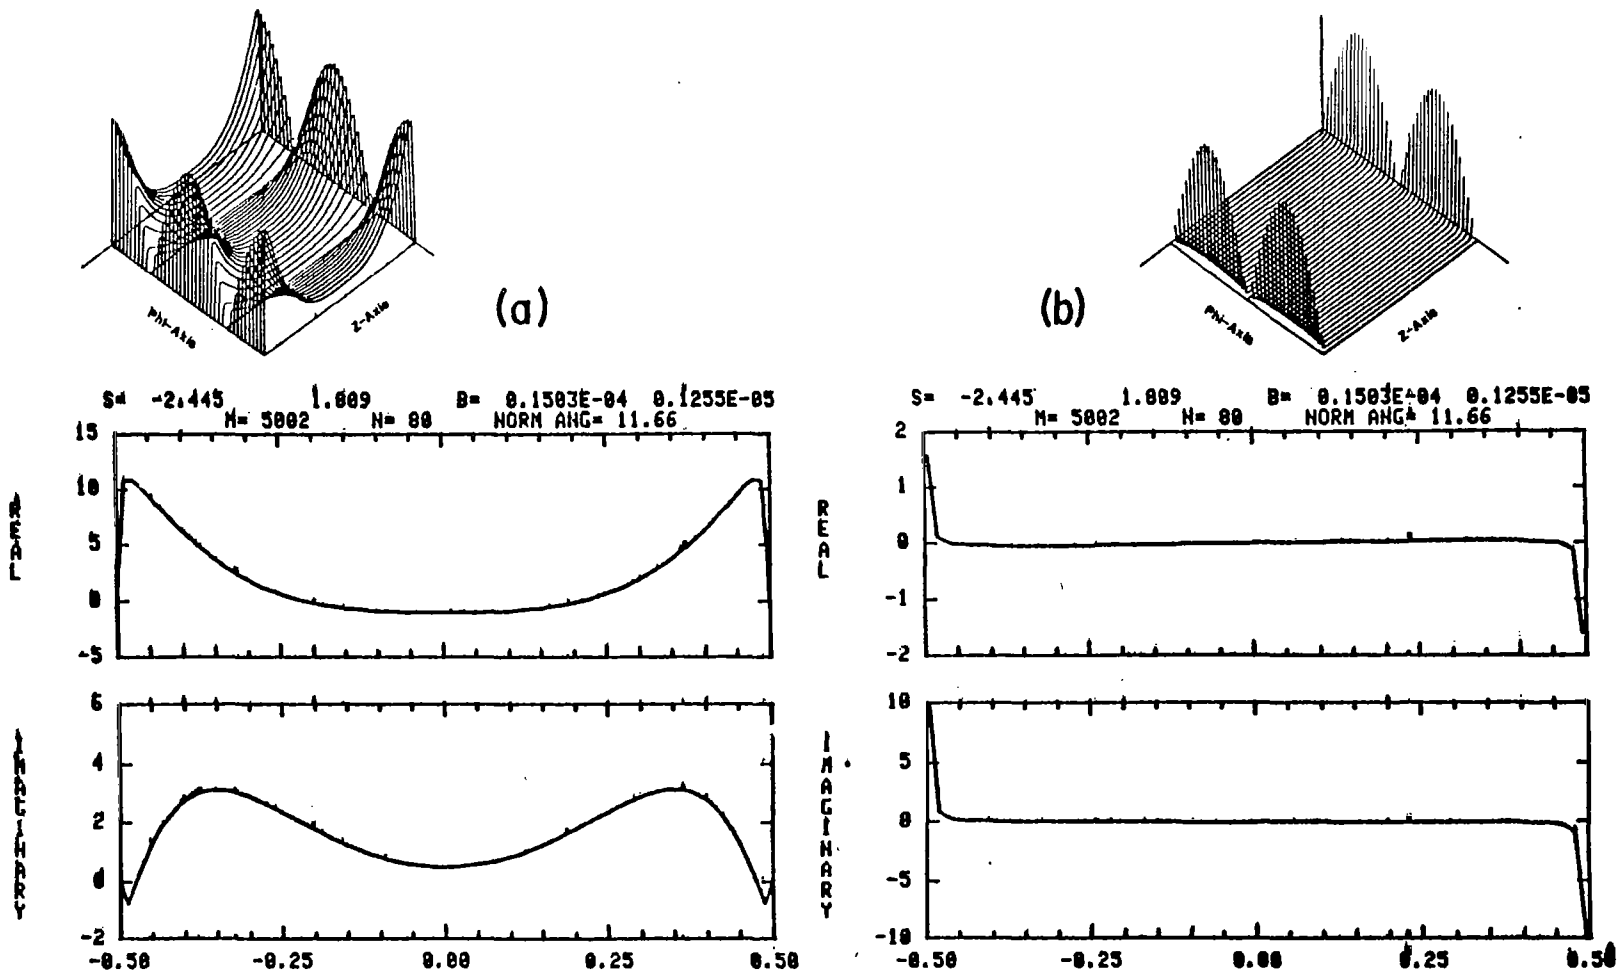 Phi-Axis
Z-Axis
(a)
S= -2.445 1.809 B= 0.1503E-04 0.1255E-05
M= 5002 N= 80 NORM ANG= 11.66
15
10
5
0
-5
REAL
6
4
2
0
-2
IMAGINARY
-0.50 -0.25 0.00 0.25 0.50
Phi-Axis
Z-Axis
(b)
S= -2.445 1.809 B= 0.1503E-04 0.1255E-05
M= 5002 N= 80 NORM ANG= 11.66
2
1
0
-1
-2
REAL
10
5
0
-5
-10
IMAGINARY
-0.50 -0.25 0.00 0.25 0.50